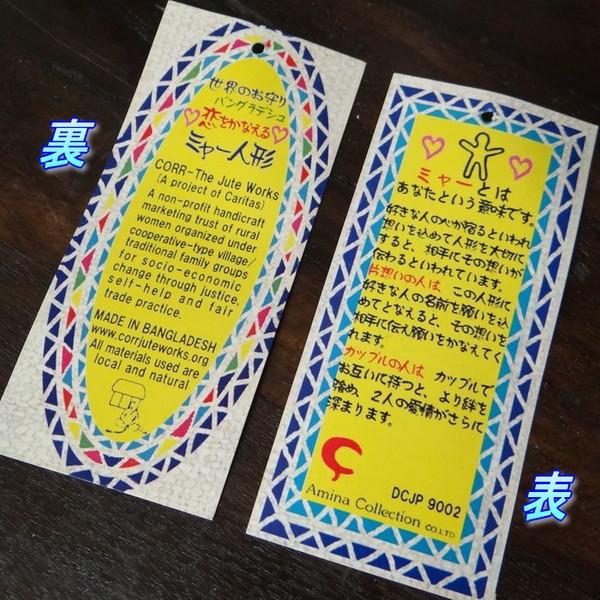 裏
世界のお守り
バングラデシュ
恋をかなえる
ミャー人形
CORR-The Jute Works
(A project of Caritas)
A non-profit handicraft
marketing trust of rural
women organized under
cooperative-type village/
traditional family groups
for socio-economic
change through justice,
self-help and fair
trade practice.
MADE IN BANGLADESH
www.corrjuteworks.org
All materials used are
local and natural
ミャーとは
あなたという意味です。
好きな人の心が宿るといわれ
想いを込めて人形を大切に
すると、相手にその想いが
伝わるといわれています。
片想いの人は この人形に
好きな人の名前を願いを込
めてとなえると、その想いを
相手に伝え願いをかなえてく
れます。
カップルの人は カップルで
お互いに持つと、より絆を
強め、2人の愛情がさらに
深まります。
Amina Collection CO.LTD
DCJP 9002
表